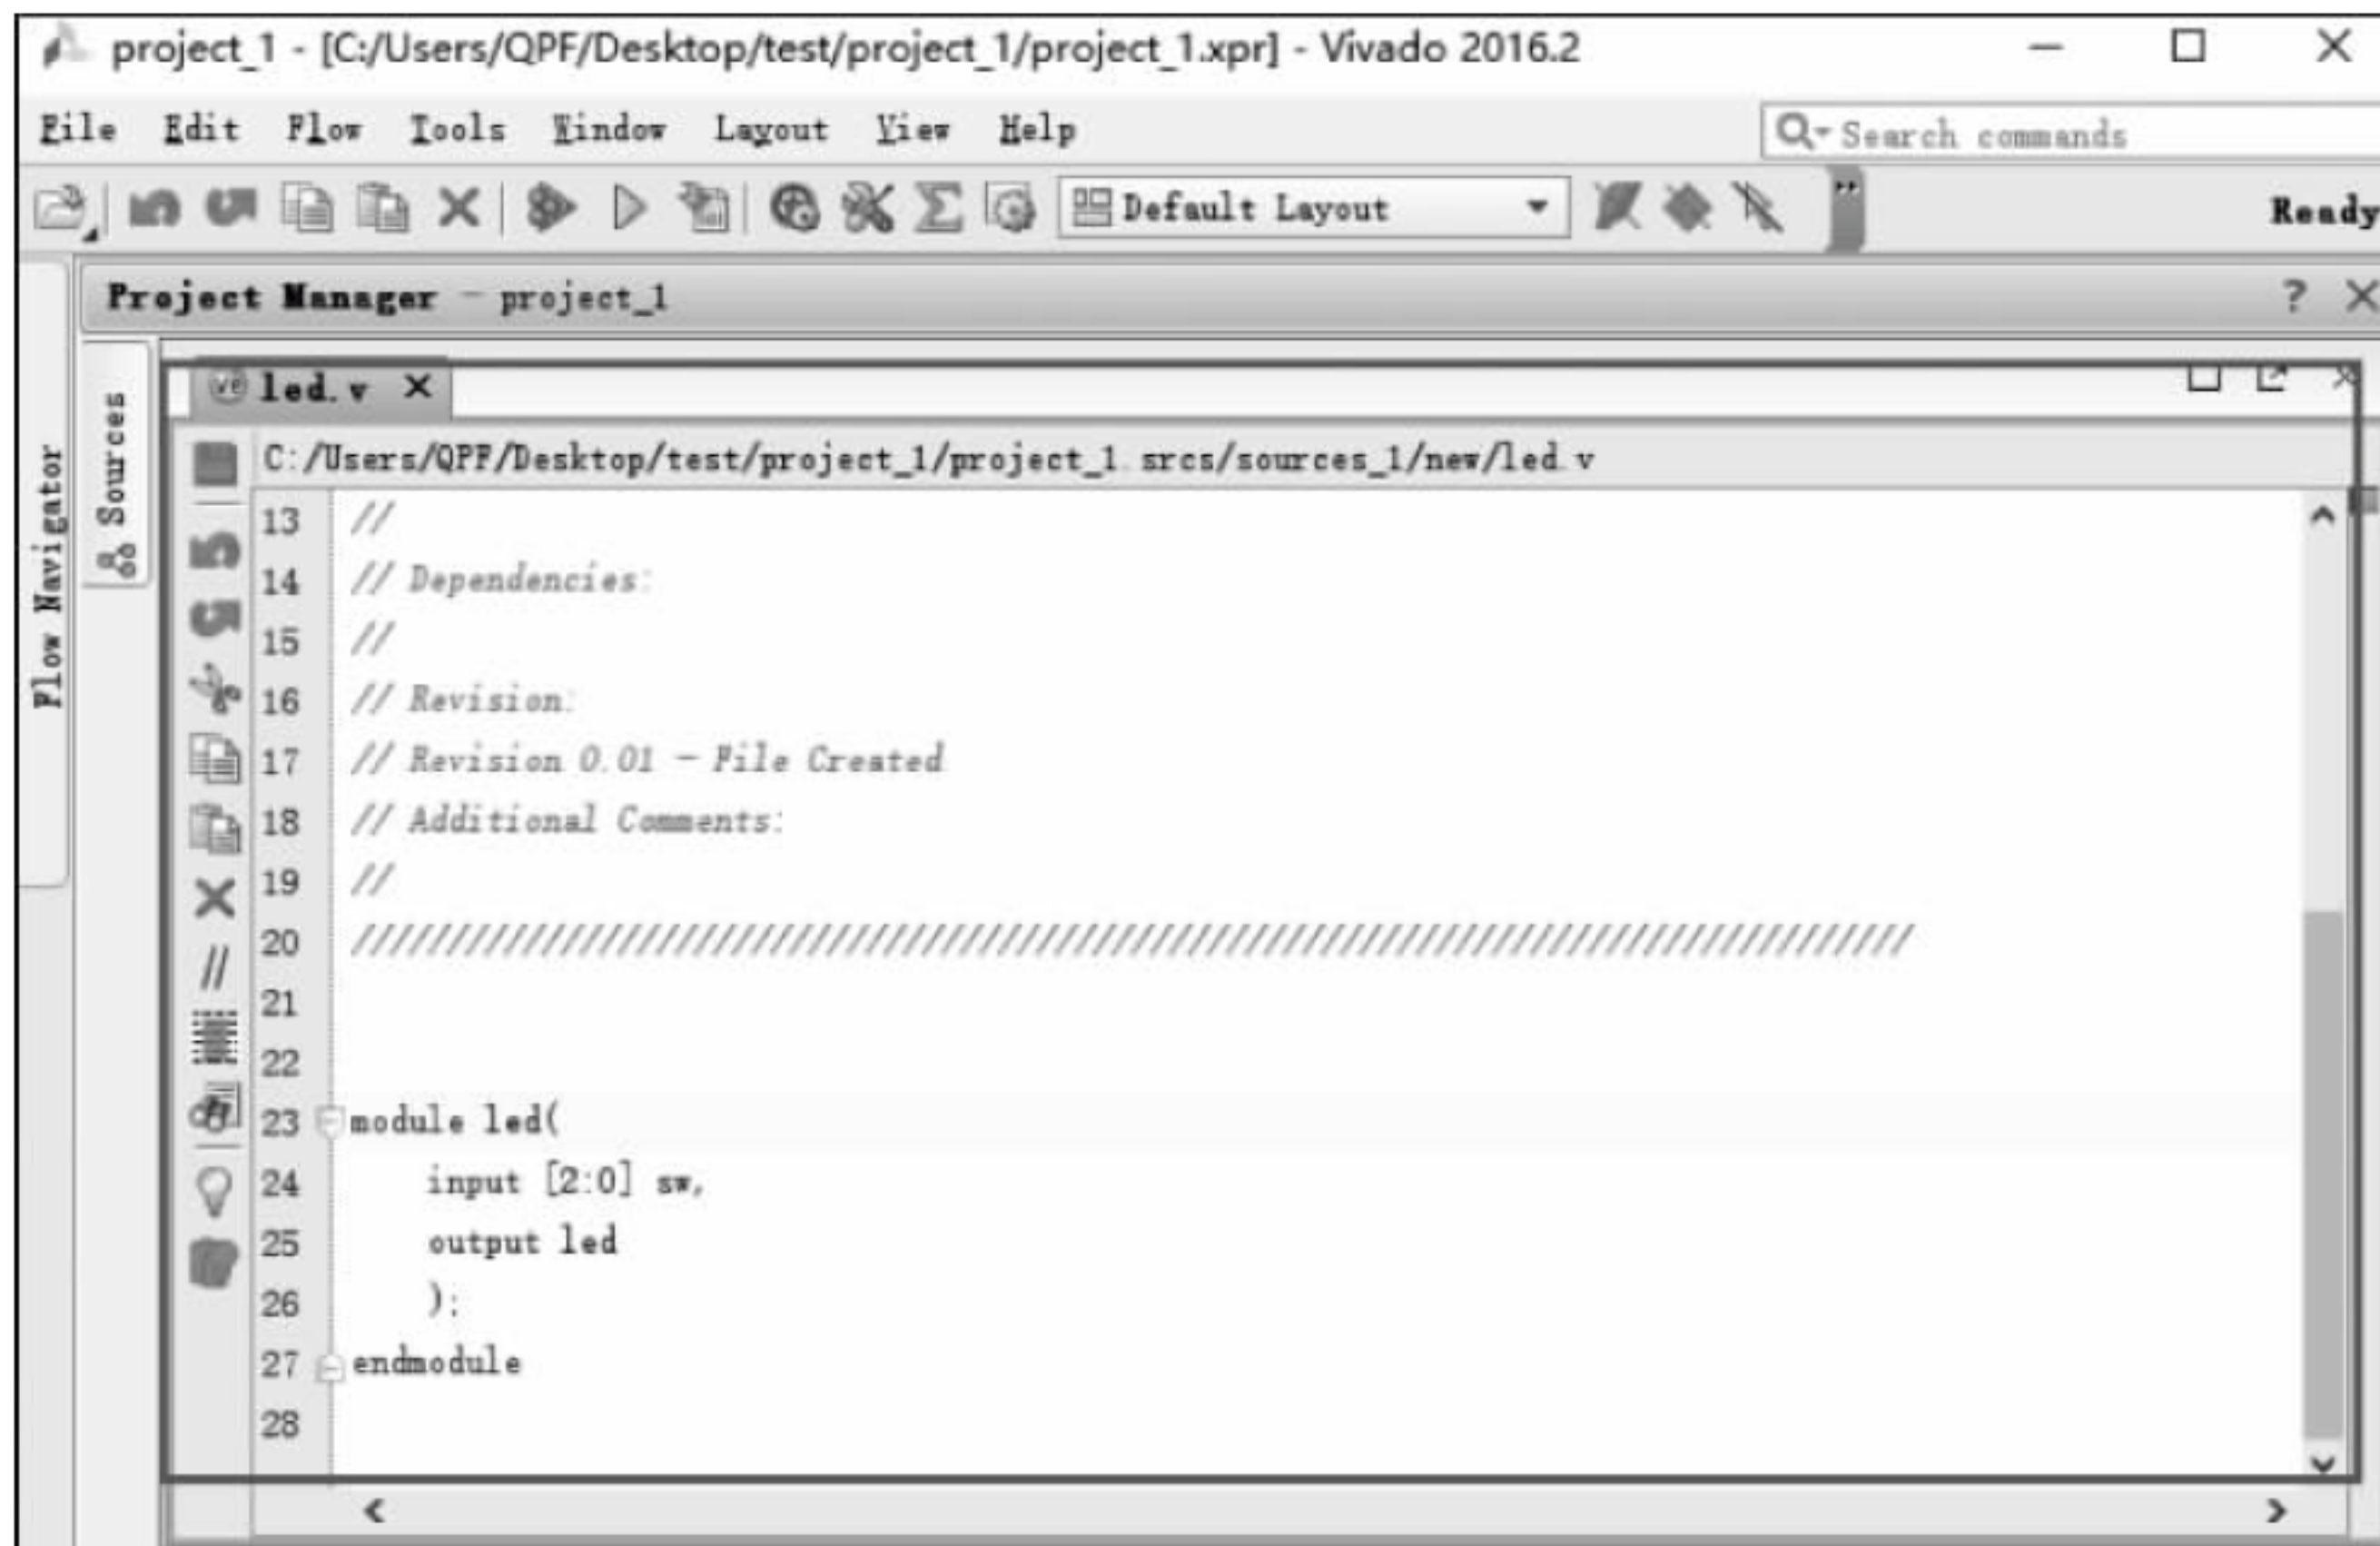 project_1 - [C:/Users/QPF/Desktop/test/project_1/project_1.xpr] - Vivado 2016.2
File Edit Flow Tools Window Layout View Help
Search commands
Default Layout
Ready
Project Manager - project_1
Flow Navigator
Sources
led.v
C:/Users/QPF/Desktop/test/project_1/project_1.srcs/sources_1/new/led.v
13 //
14 // Dependencies:
15 //
16 // Revision:
17 // Revision 0.01 - File Created
18 // Additional Comments:
19 //
20 //////////////////////////////////////////////////////////////////////////////////
21
22
23 module led(
24 input [2:0] sw,
25 output led
26 );
27 endmodule
28